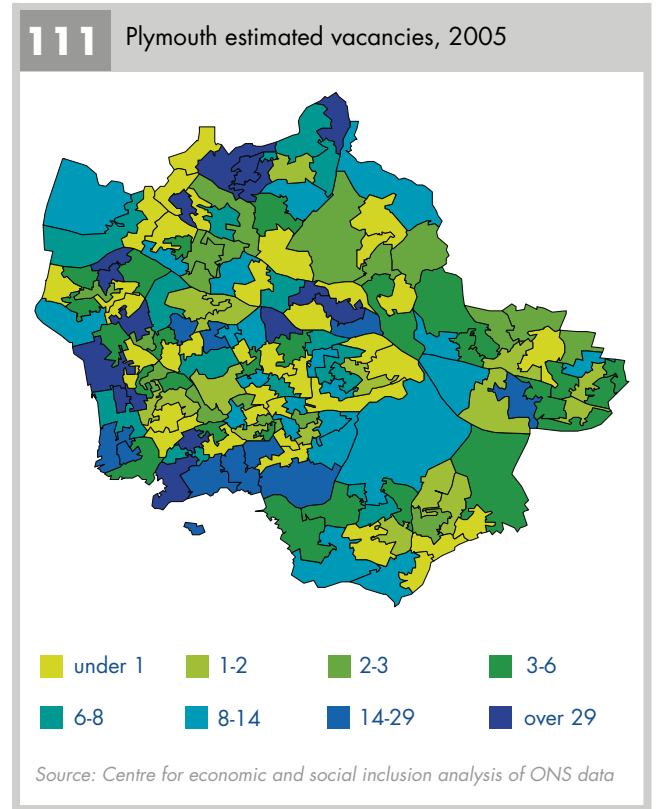 111 Plymouth estimated vacancies, 2005
under 1 1-2 2-3 3-6
6-8 8-14 14-29 over 29
Source: Centre for economic and social inclusion analysis of ONS data